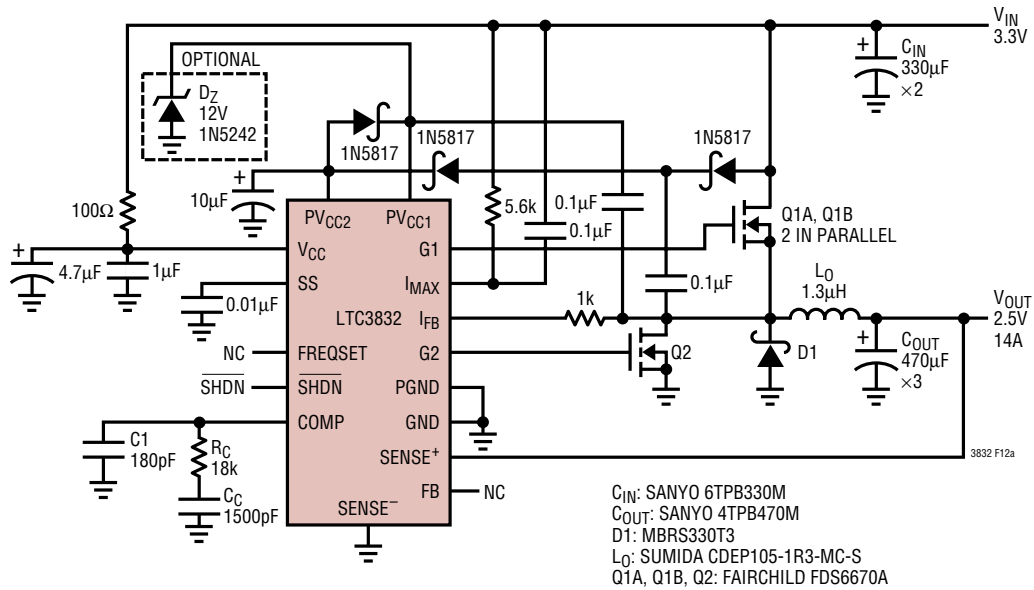 V_IN
3.3V
OPTIONAL
D_Z
12V
1N5242
+
C_IN
330µF
×2
1N5817
1N5817
1N5817
+
10µF
100Ω
PV_CC2
PV_CC1
5.6k
0.1µF
0.1µF
Q1A, Q1B
2 IN PARALLEL
+
4.7µF
1µF
V_CC
G1
SS
0.01µF
I_MAX
0.1µF
L_O
1.3µH
LTC3832
I_FB
1k
V_OUT
2.5V
14A
NC
FREQSET
G2
Q2
D1
+
C_OUT
470µF
×3
SHDN
SHDN
PGND
COMP
GND
C1
180pF
R_C
18k
SENSE+
3832 F12a
C_C
1500pF
FB
NC
SENSE–
C_IN: SANYO 6TPB330M
C_OUT: SANYO 4TPB470M
D1: MBRS330T3
L_O: SUMIDA CDEP105-1R3-MC-S
Q1A, Q1B, Q2: FAIRCHILD FDS6670A